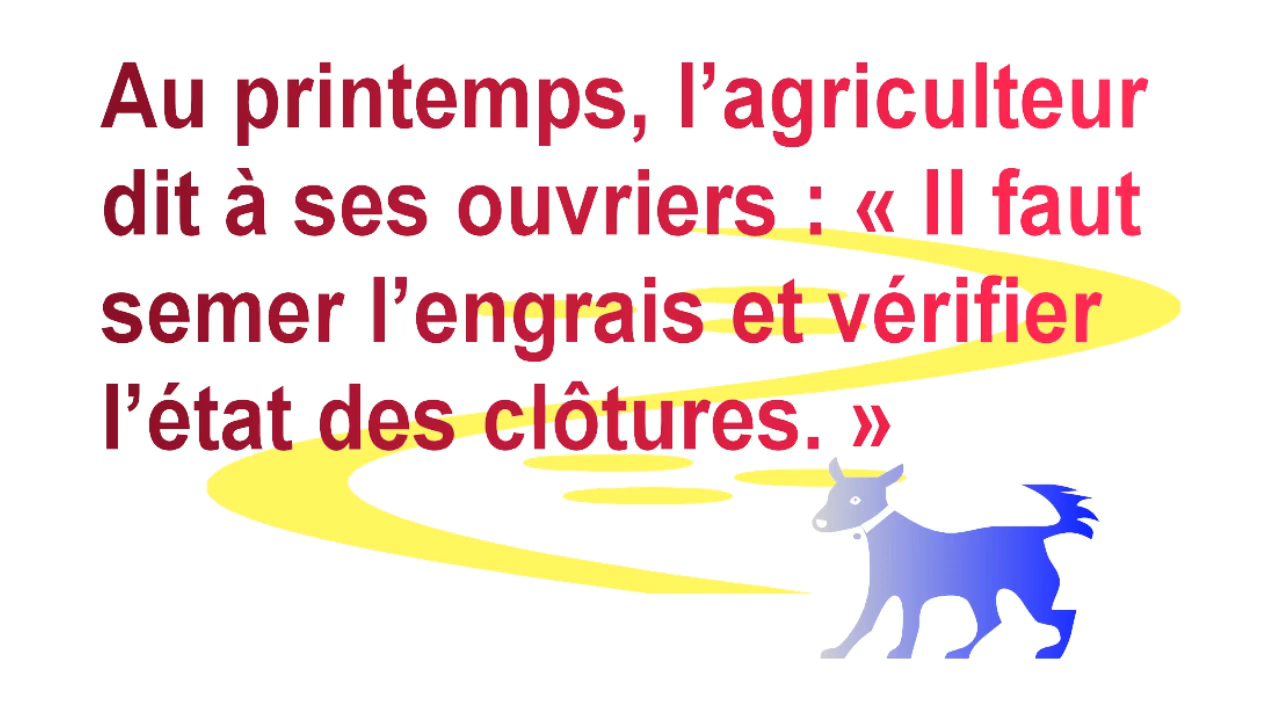 Au printemps, l’agriculteur
dit à ses ouvriers : « Il faut
semer l’engrais et vérifier
l’état des clôtures. »